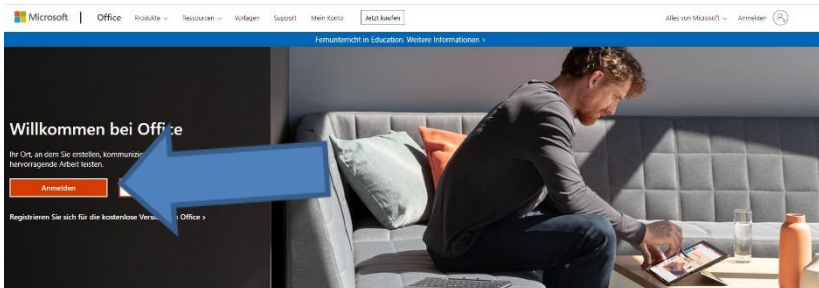 Microsoft Office Produkte Ressourcen Vorlagen Support Mein Konto Jetzt kaufen Alles von Microsoft Anmelden
Fernunterricht in Education. Weitere Informationen >
Willkommen bei Office
Ihr Ort, an dem Sie erstellen,
hervorragende Arbeit leisten.
Anmelden
Registrieren Sie sich für die kostenlose Office >